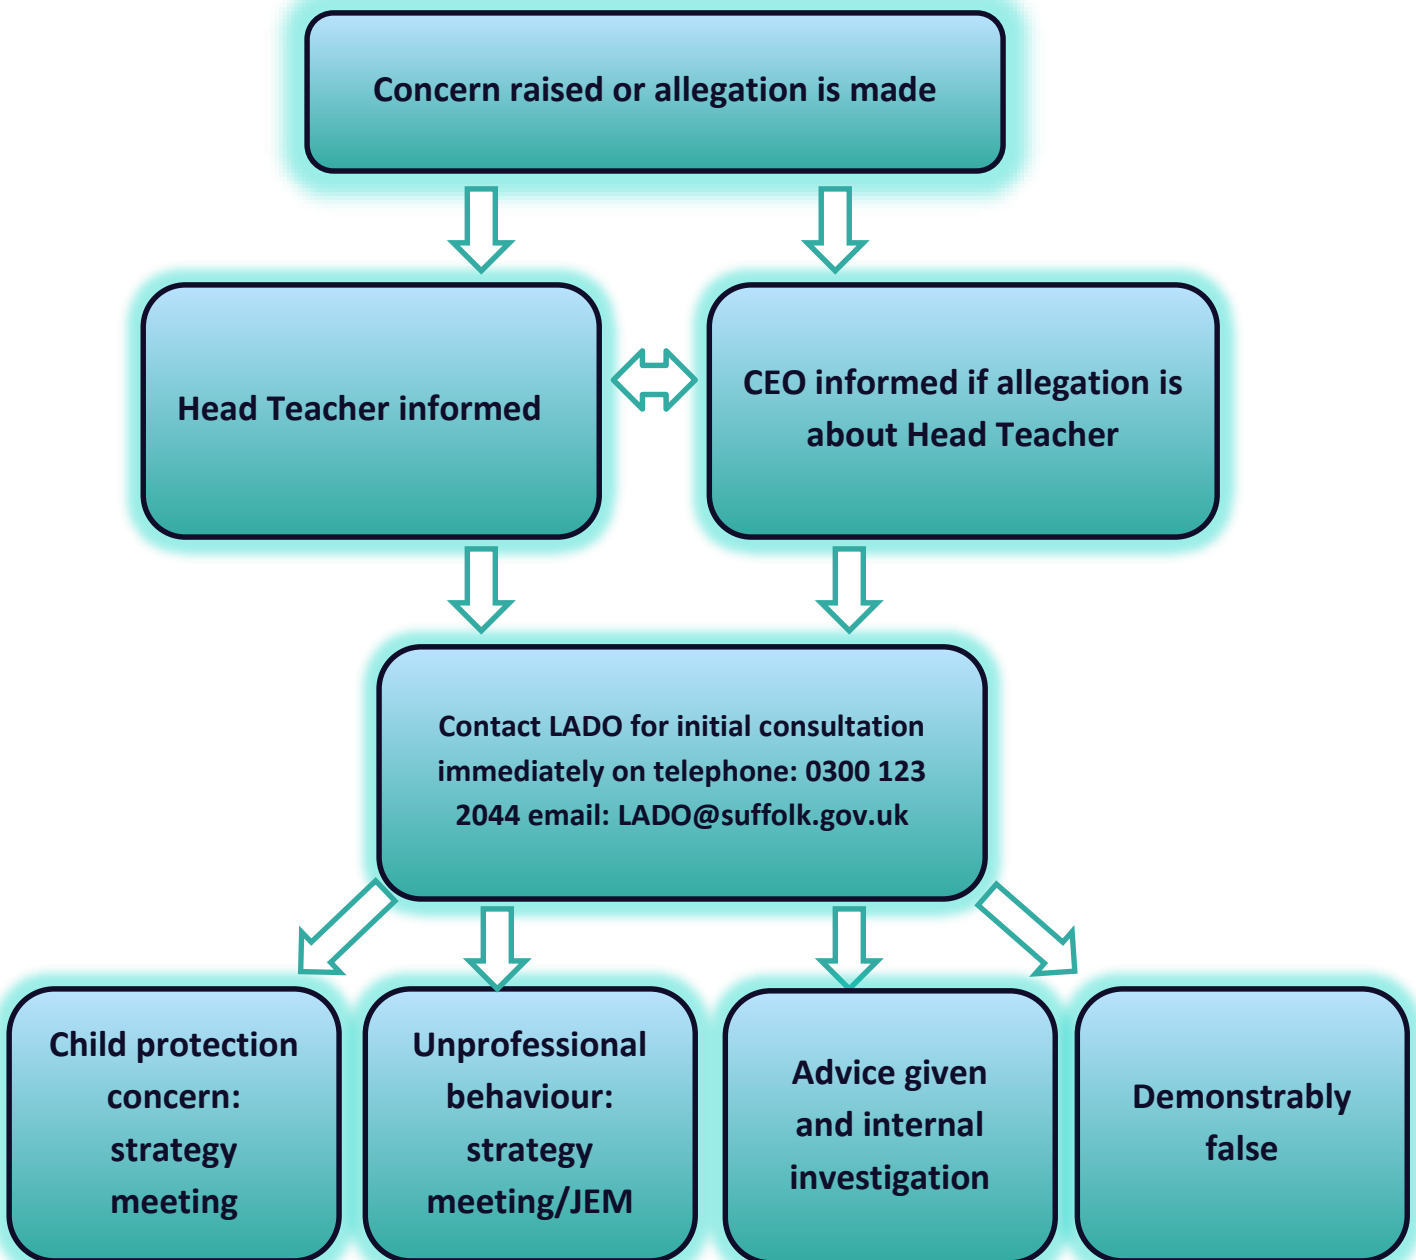 Concern raised or allegation is made
Head Teacher informed
CEO informed if allegation is
about Head Teacher
Contact LADO for initial consultation
immediately on telephone: 0300 123
2044 email: LADO@suffolk.gov.uk
Child protection
concern:
strategy
meeting
Unprofessional
behaviour:
strategy
meeting/JEM
Advice given
and internal
investigation
Demonstrably
false